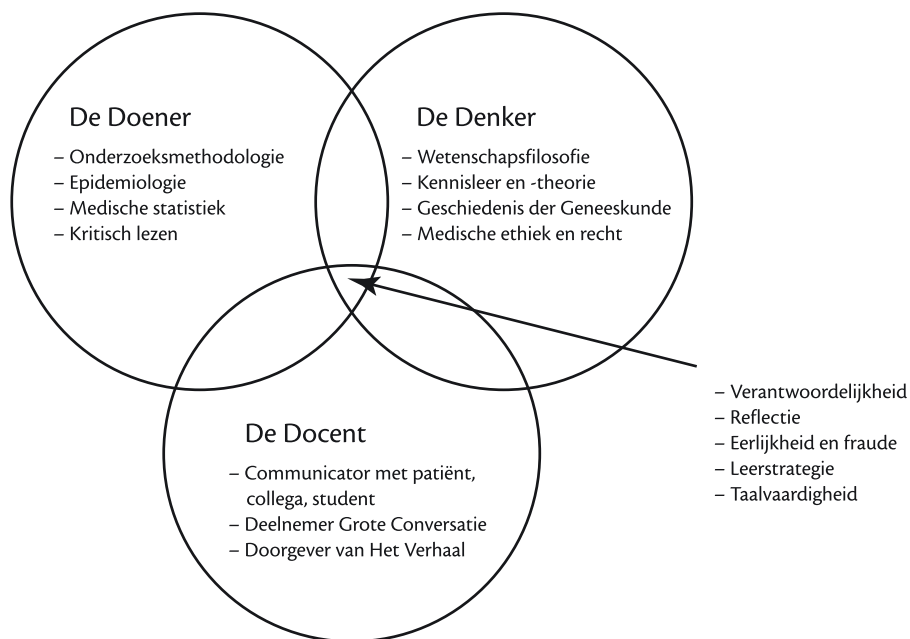 De Doener
– Onderzoeksmethodologie
– Epidemiologie
– Medische statistiek
– Kritisch lezen
De Denker
– Wetenschapsfilosofie
– Kennisleer en -theorie
– Geschiedenis der Geneeskunde
– Medische ethiek en recht
– Verantwoordelijkheid
– Reflectie
– Eerlijkheid en fraude
– Leerstrategie
– Taalvaardigheid
De Docent
– Communicator met patiënt,
collega, student
– Deelnemer Grote Conversatie
– Doorgever van Het Verhaal